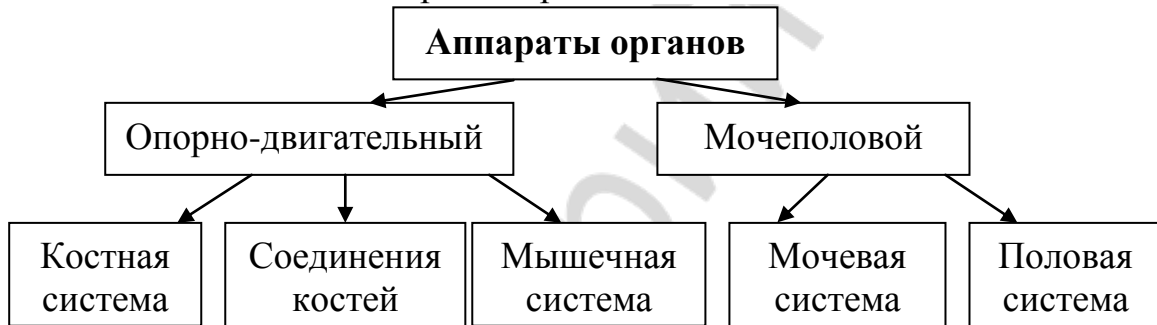 Аппараты органов
Опорно-двигательный
Мочеполовой
Костная
система
Соединения
костей
Мышечная
система
Мочевая
система
Половая
система